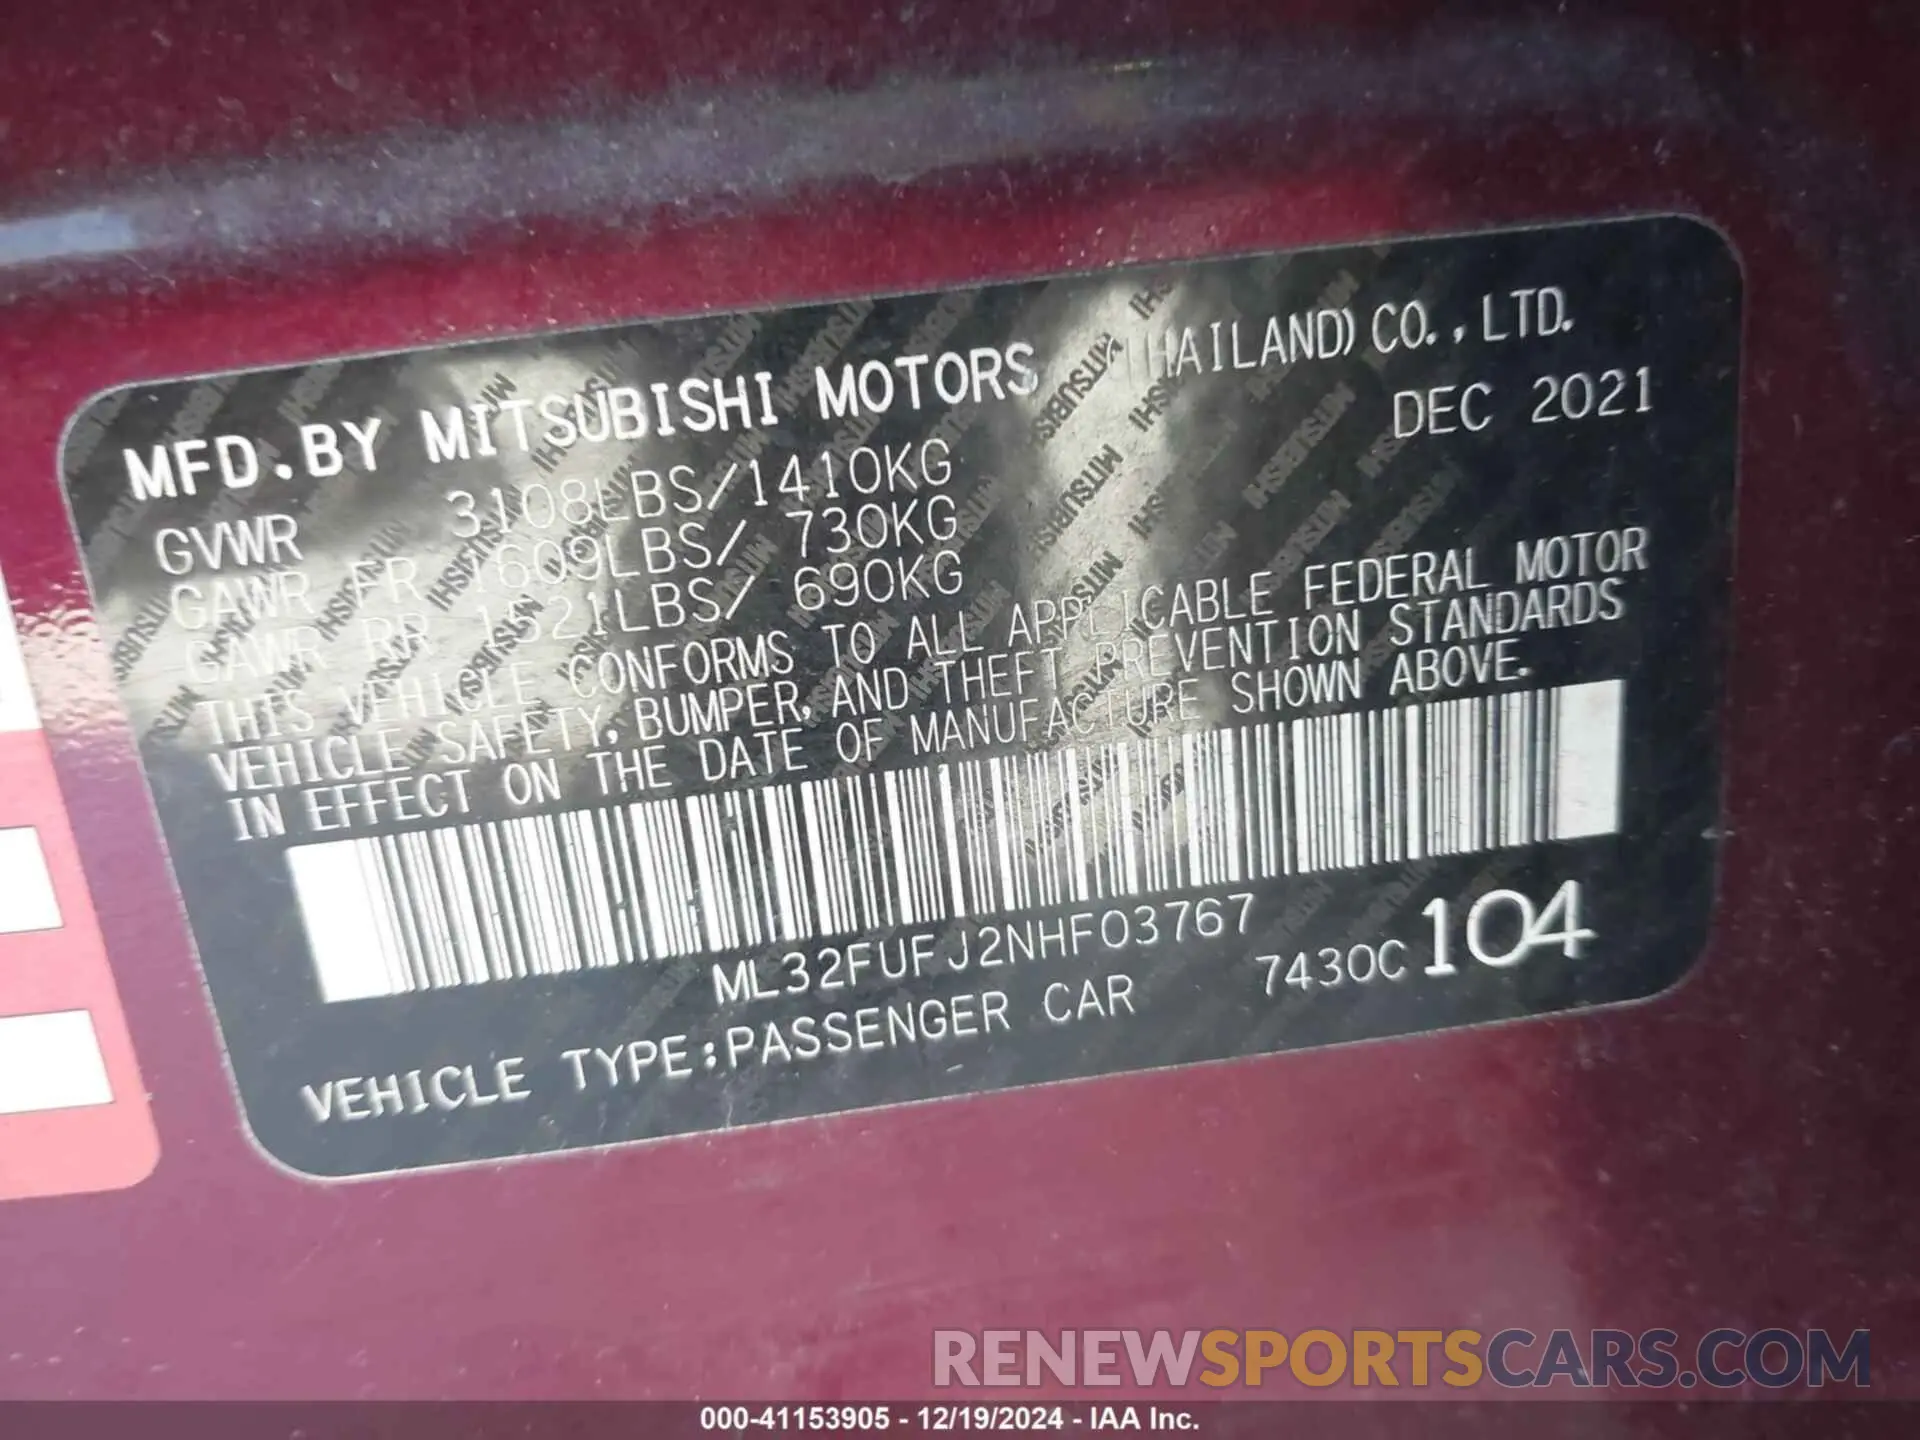 MFD.BY MITSUBISHI MOTORS (THAILAND) CO.,LTD.
DEC 2021
GVWR 3108LBS/1410KG
GAWR FR 1609LBS/ 730KG
GAWR RR 1521LBS/ 690KG
THIS VEHICLE CONFORMS TO ALL APPLICABLE FEDERAL MOTOR
VEHICLE SAFETY, BUMPER, AND THEFT PREVENTION STANDARDS
IN EFFECT ON THE DATE OF MANUFACTURE SHOWN ABOVE.
ML32FUFJ2NHF03767
VEHICLE TYPE:PASSENGER CAR 7430C104
RENEWSPORTSCARS.COM
000-41153905 - 12/19/2024 - IAA Inc.